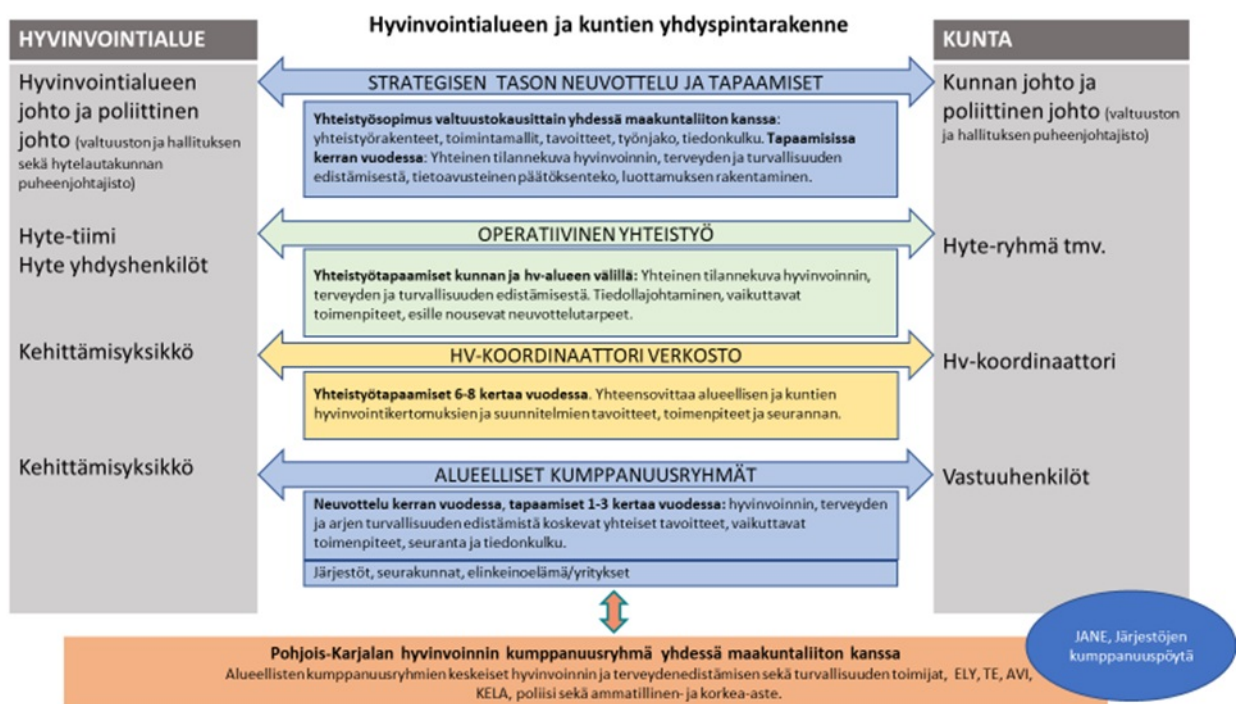 Hyvinvointialueen ja kuntien yhdyspintarakenne
HYVINVOINTIALUE
KUNTA
Hyvinvointialueen
johto ja poliittinen
johto (valtuuston ja hallituksen
sekä hytelautakunnan
puheenjohtajisto)
STRATEGISEN TASON NEUVOTTELU JA TAPAAMISET
Yhteistyösopimus valtuustokausittain yhdessä maakuntaliiton kanssa:
yhteistyörakenteet, toimintamallit, tavoitteet, työnjako, tiedonkulku. Tapaamisissa
kerran vuodessa: Yhteinen tilannekuva hyvinvoinnin, terveyden ja turvallisuuden
edistämisestä, tietoavusteinen päätöksenteko, luottamuksen rakentaminen.
Kunnan johto ja
poliittinen johto (valtuuston
ja hallituksen puheenjohtajisto)
Hyte-tiimi
Hyte yhdyshenkilöt
OPERATIIVINEN YHTEISTYÖ
Yhteistyötapaamiset kunnan ja hv-alueen välillä: Yhteinen tilannekuva hyvinvoinnin,
terveyden ja turvallisuuden edistämisestä. Tiedollajohtaminen, vaikuttavat
toimenpiteet, esille nousevat neuvottelutarpeet.
Hyte-ryhmä tmv.
Kehittämisyksikkö
HV-KOORDINAATTORI VERKOSTO
Yhteistyötapaamiset 6-8 kertaa vuodessa. Yhteensovittaa alueellisen ja kuntien
hyvinvointikertomuksien ja suunnitelmien tavoitteet, toimenpiteet ja seurannan.
Hv-koordinaattori
Kehittämisyksikkö
ALUEELLISET KUMPPANUUSRYHMÄT
Neuvottelu kerran vuodessa, tapaamiset 1-3 kertaa vuodessa: hyvinvoinnin, terveyden
ja arjen turvallisuuden edistämistä koskevat yhteiset tavoitteet, vaikuttavat
toimenpiteet, seuranta ja tiedonkulku.
Järjestöt, seurakunnat, elinkeinoelämä/yritykset
Vastuuhenkilöt
Pohjois-Karjalan hyvinvoinnin kumppanuusryhmä yhdessä maakuntaliiton kanssa
Alueellisten kumppanuusryhmien keskeiset hyvinvoinnin ja terveydenedistämisen sekä turvallisuuden toimijat, ELY, TE, AVI,
KELA, poliisi sekä ammatillinen- ja korkea-aste.
JANE, Järjestöjen
kumppanuuspöytä